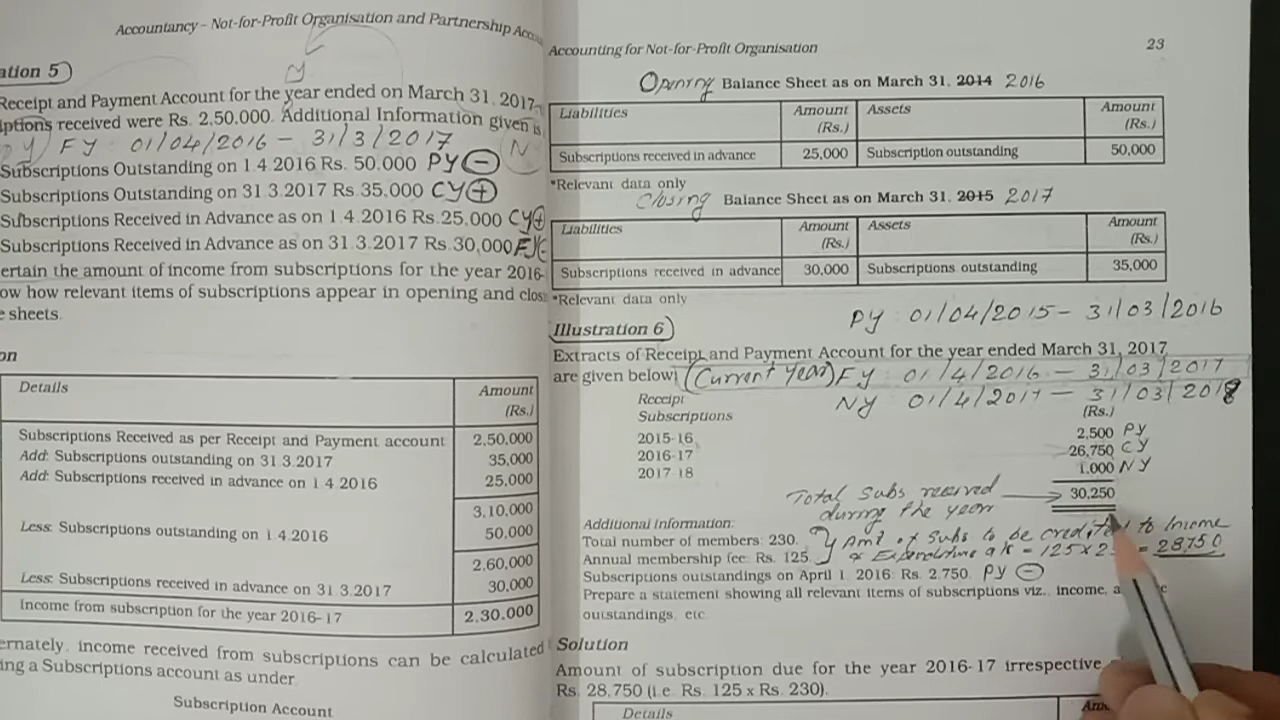 Accountancy – Not-for-Profit Organisation and Partnership
ation 5
Receipt and Payment Account for the year ended on March 31, 2017,
iptions received were Rs. 2,50,000. Additional Information given is
FY : 01/04/2016 - 31/3/2017
Subscriptions Outstanding on 1.4.2016 Rs. 50,000 PY -
Subscriptions Outstanding on 31.3.2017 Rs.35,000 CY +
Subscriptions Received in Advance as on 1.4.2016 Rs.25,000 CY +
Subscriptions Received in Advance as on 31.3.2017 Rs.30,000
ertain the amount of income from subscriptions for the year 2016-
ow how relevant items of subscriptions appear in opening and clos
e sheets.
on
Details Amount
(Rs.)
Subscriptions Received as per Receipt and Payment account 2,50,000
Add: Subscriptions outstanding on 31.3.2017 35,000
Add: Subscriptions received in advance on 1.4.2016 25,000
3,10,000
Less: Subscriptions outstanding on 1.4.2016 50,000
2,60,000
Less: Subscriptions received in advance on 31.3.2017 30,000
Income from subscription for the year 2016-17 2,30,000
ernately, income received from subscriptions can be calculated
ing a Subscriptions account as under.
Subscription Account
Accounting for Not-for-Profit Organisation 23
Opening Balance Sheet as on March 31, 2014 2016
Liabilities Amount Assets Amount
(Rs.) (Rs.)
Subscriptions received in advance 25,000 Subscription outstanding 50,000
*Relevant data only
Closing Balance Sheet as on March 31, 2015 2017
Liabilities Amount Assets Amount
(Rs.) (Rs.)
Subscriptions received in advance 30,000 Subscriptions outstanding 35,000
*Relevant data only
PY : 01/04/2015 - 31/03/2016
Illustration 6
Extracts of Receipt and Payment Account for the year ended March 31, 2017
are given below: (Current Year) FY : 01/4/2016 - 31/03/2017
Receipt NY 01/4/2017 - 31/03/2018
Subscriptions (Rs.)
2015-16 2,500 PY
2016-17 26,750 CY
2017-18 1,000 NY
Total subs received 30,250
during the year
Additional Information:
Total number of members: 230. Amt of subs to be credited to Income
Annual membership fee: Rs. 125. & Expenditure a/c = 125 x = 28750
Subscriptions outstandings on April 1, 2016: Rs. 2,750. PY -
Prepare a statement showing all relevant items of subscriptions viz., income,
outstandings, etc.
Solution
Amount of subscription due for the year 2016-17 irrespective
Rs. 28,750 (i.e. Rs. 125 x Rs. 230).
Details